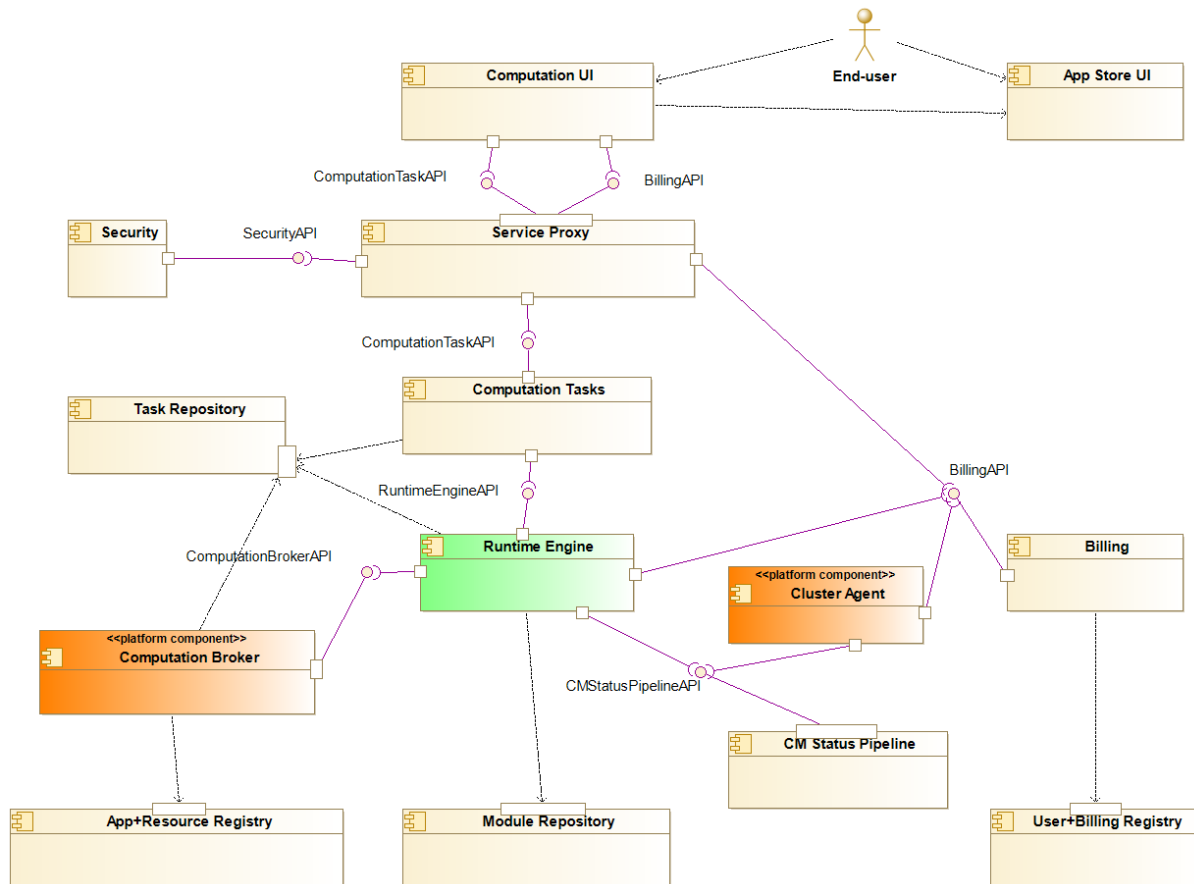 End-user
Computation UI
App Store UI
ComputationTaskAPI
BillingAPI
Security
SecurityAPI
Service Proxy
ComputationTaskAPI
Computation Tasks
Task Repository
BillingAPI
RuntimeEngineAPI
ComputationBrokerAPI
Runtime Engine
Billing
<<platform component>>
Cluster Agent
<<platform component>>
Computation Broker
CMStatusPipelineAPI
CM Status Pipeline
App+Resource Registry
Module Repository
User+Billing Registry